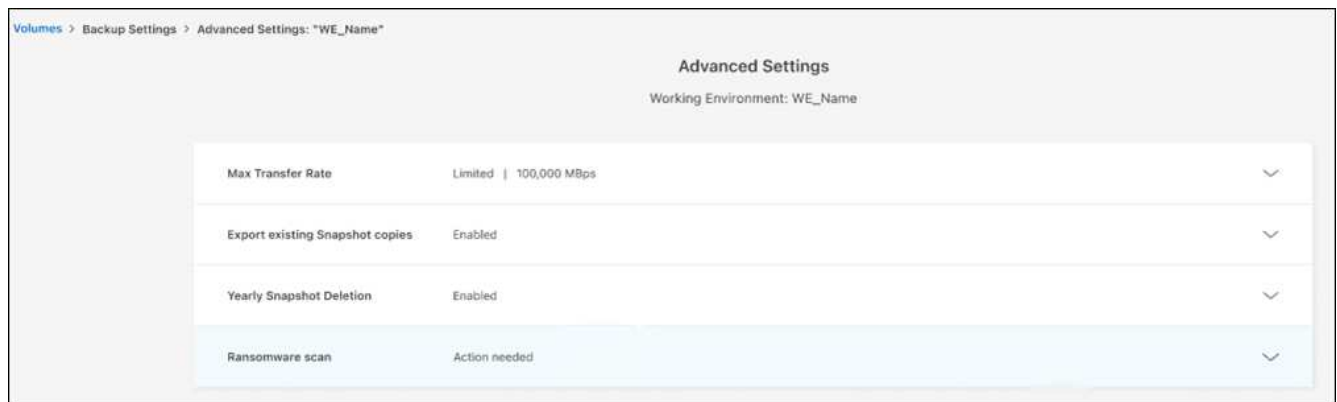 Volumes > Backup Settings > Advanced Settings: "WE_Name"
Advanced Settings
Working Environment: WE_Name
Max Transfer Rate Limited | 100,000 MBps
Export existing Snapshot copies Enabled
Yearly Snapshot Deletion Enabled
Ransomware scan Action needed